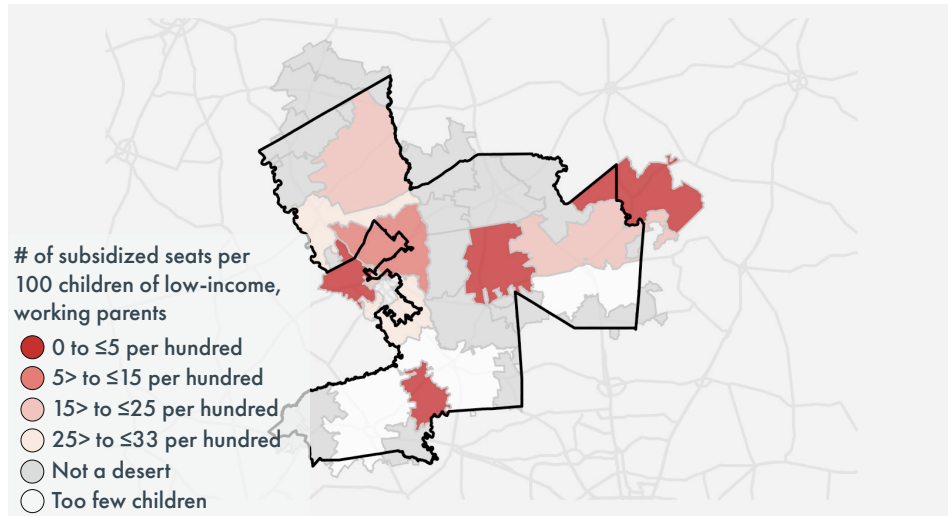 # of subsidized seats per
100 children of low-income,
working parents
0 to ≤5 per hundred
5> to ≤15 per hundred
15> to ≤25 per hundred
25> to ≤33 per hundred
Not a desert
Too few children